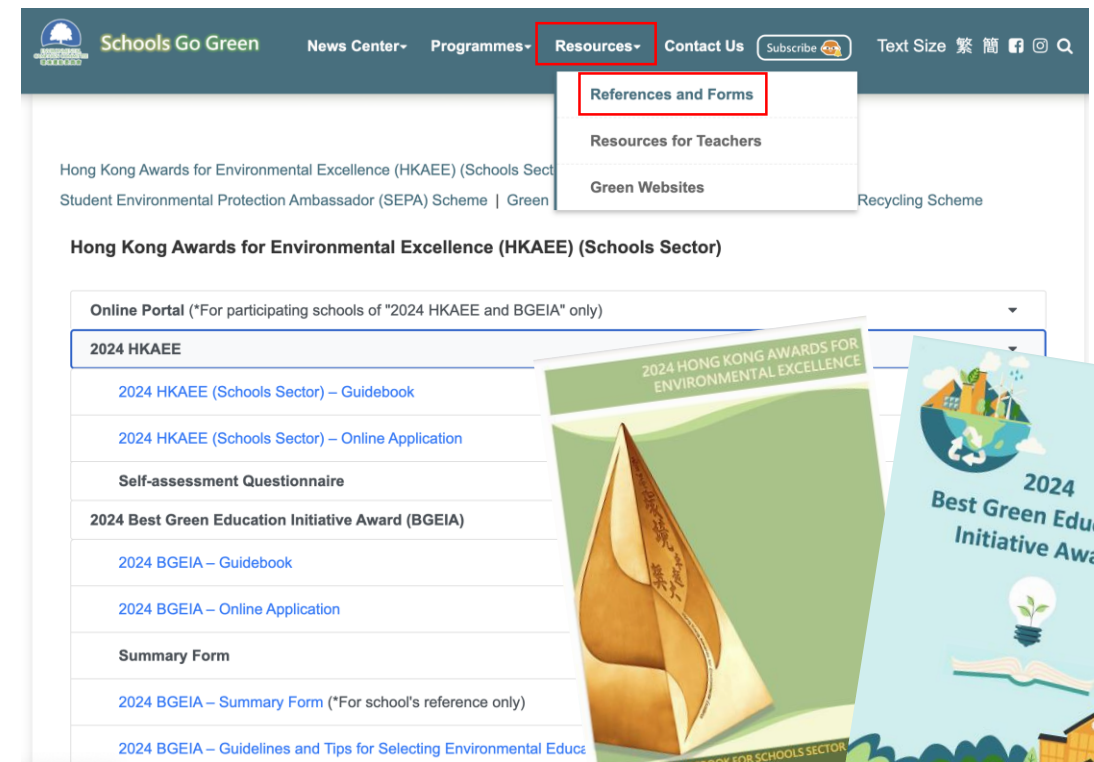 Schools Go Green News Center Programmes Resources Contact Us Subscribe Text Size 繁 簡
References and Forms
Resources for Teachers
Green Websites
Hong Kong Awards for Environmental Excellence (HKAEE) (Schools Sect
Student Environmental Protection Ambassador (SEPA) Scheme | Green Recycling Scheme
Hong Kong Awards for Environmental Excellence (HKAEE) (Schools Sector)
Online Portal (*For participating schools of "2024 HKAEE and BGEIA" only)
2024 HKAEE
2024 HKAEE (Schools Sector) – Guidebook
2024 HKAEE (Schools Sector) – Online Application
Self-assessment Questionnaire
2024 Best Green Education Initiative Award (BGEIA)
2024 BGEIA – Guidebook
2024 BGEIA – Online Application
Summary Form
2024 BGEIA – Summary Form (*For school's reference only)
2024 BGEIA – Guidelines and Tips for Selecting Environmental Educa
2024 HONG KONG AWARDS FOR
ENVIRONMENTAL EXCELLENCE
BOOK FOR SCHOOLS SECTOR
2024
Best Green Edu
Initiative Awa